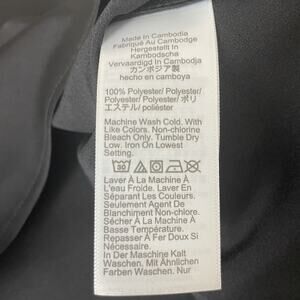 Made In Cambodia
Fabriqué Au Cambodge
Hergestellt In
Kambodscha
Vervaardigd In Cambodja
カンボジア製
hecho en camboya
100% Polyester/ Polyester/
Polyester/ Polyester/ ポリ
エステル/ poliéster
Machine Wash Cold. With
Like Colors. Non-chlorine
Bleach Only. Tumble Dry
Low. Iron On Lowest
Setting.
30
Laver À La Machine À
L'eau Froide. Laver En
Séparant Les Couleurs.
Seulement Agent De
Blanchiment Non-chlore.
Sécher À La Machine À
Basse Température.
Repasser À Fer Doux Si
Nécessaire.
In Der Maschine Kalt
Waschen. Mit Ähnlichen
Farben Waschen. Nur